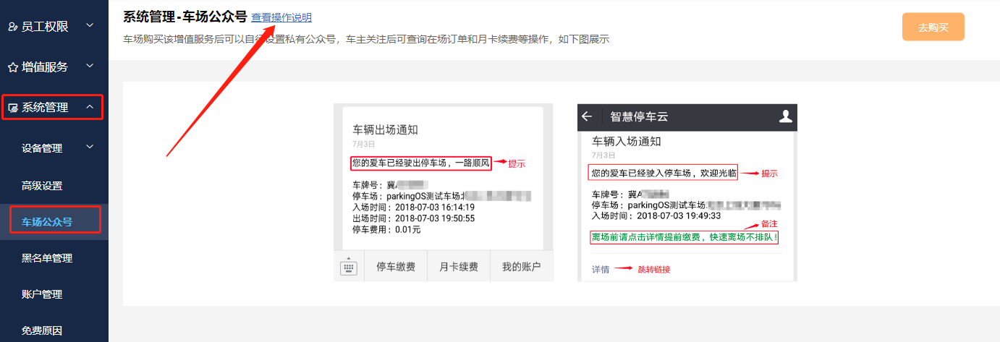 员工权限
增值服务
系统管理
设备管理
高级设置
车场公众号
黑名单管理
账户管理
免费原因
系统管理-车场公众号 查看操作说明
车场购买该增值服务后可以自行设置私有公众号，车主关注后可查询在场订单和月卡续费等操作，如下图展示
去购买
车辆出场通知
7月3日
您的爱车已经驶出停车场，一路顺风 提示
车牌号：冀A
停车场：parkingOS测试车场:
入场时间：2018-07-03 16:14:19
出场时间：2018-07-03 19:50:55
停车费用：0.01元
停车缴费 月卡续费 我的账户
智慧停车云
车辆入场通知
7月3日
您的爱车已经驶入停车场，欢迎光临 提示
车牌号：冀A
停车场：parkingOS测试车场:
入场时间：2018-07-03 19:49:33
备注
离场前请点击详情提前缴费，快速离场不排队！
详情 跳转链接